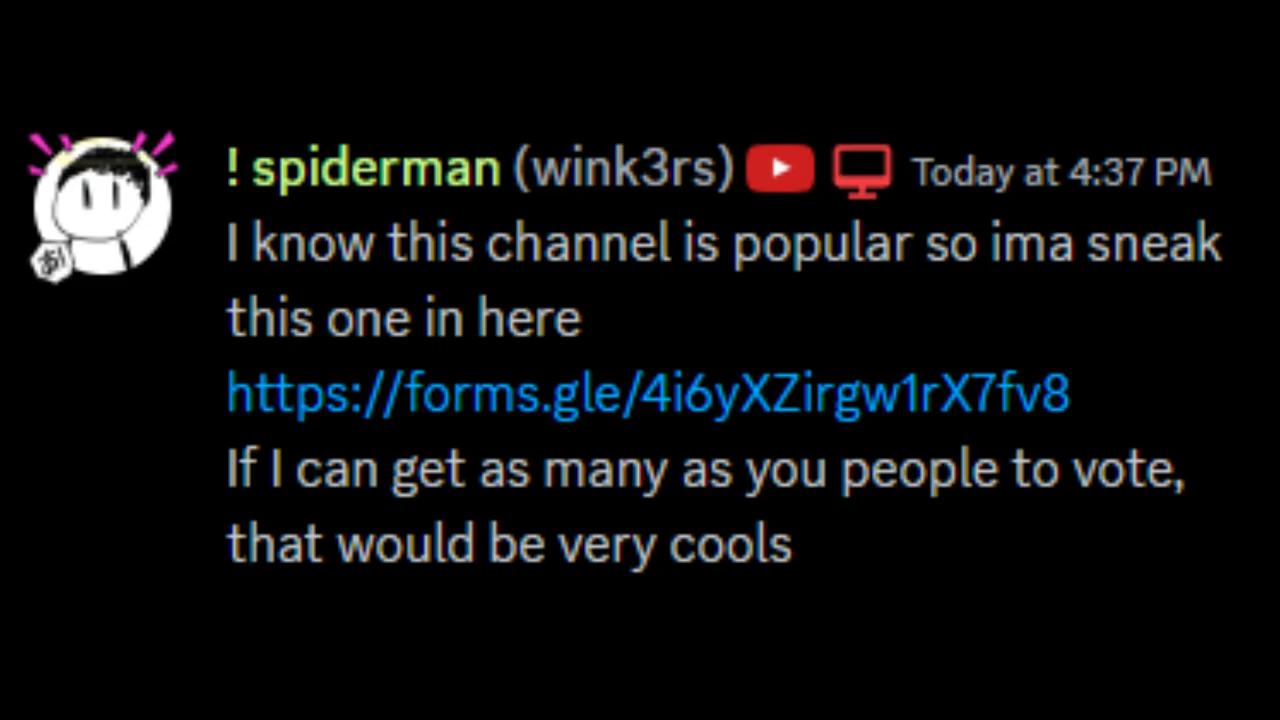 ! spiderman (wink3rs) Today at 4:37 PM
I know this channel is popular so ima sneak
this one in here
https://forms.gle/4i6yXZirgw1rX7fv8
If I can get as many as you people to vote,
that would be very cools